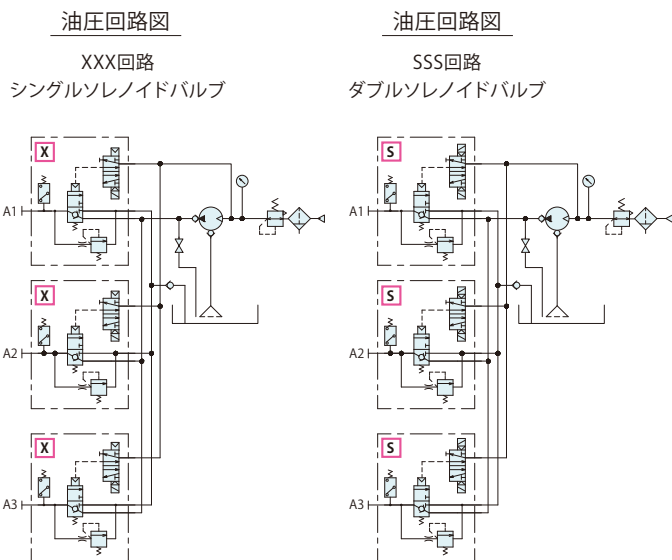 油圧回路図
XXX回路
シングルソレノイドバルブ
X
A1
X
A2
X
A3
油圧回路図
SSS回路
ダブルソレノイドバルブ
S
A1
S
A2
S
A3